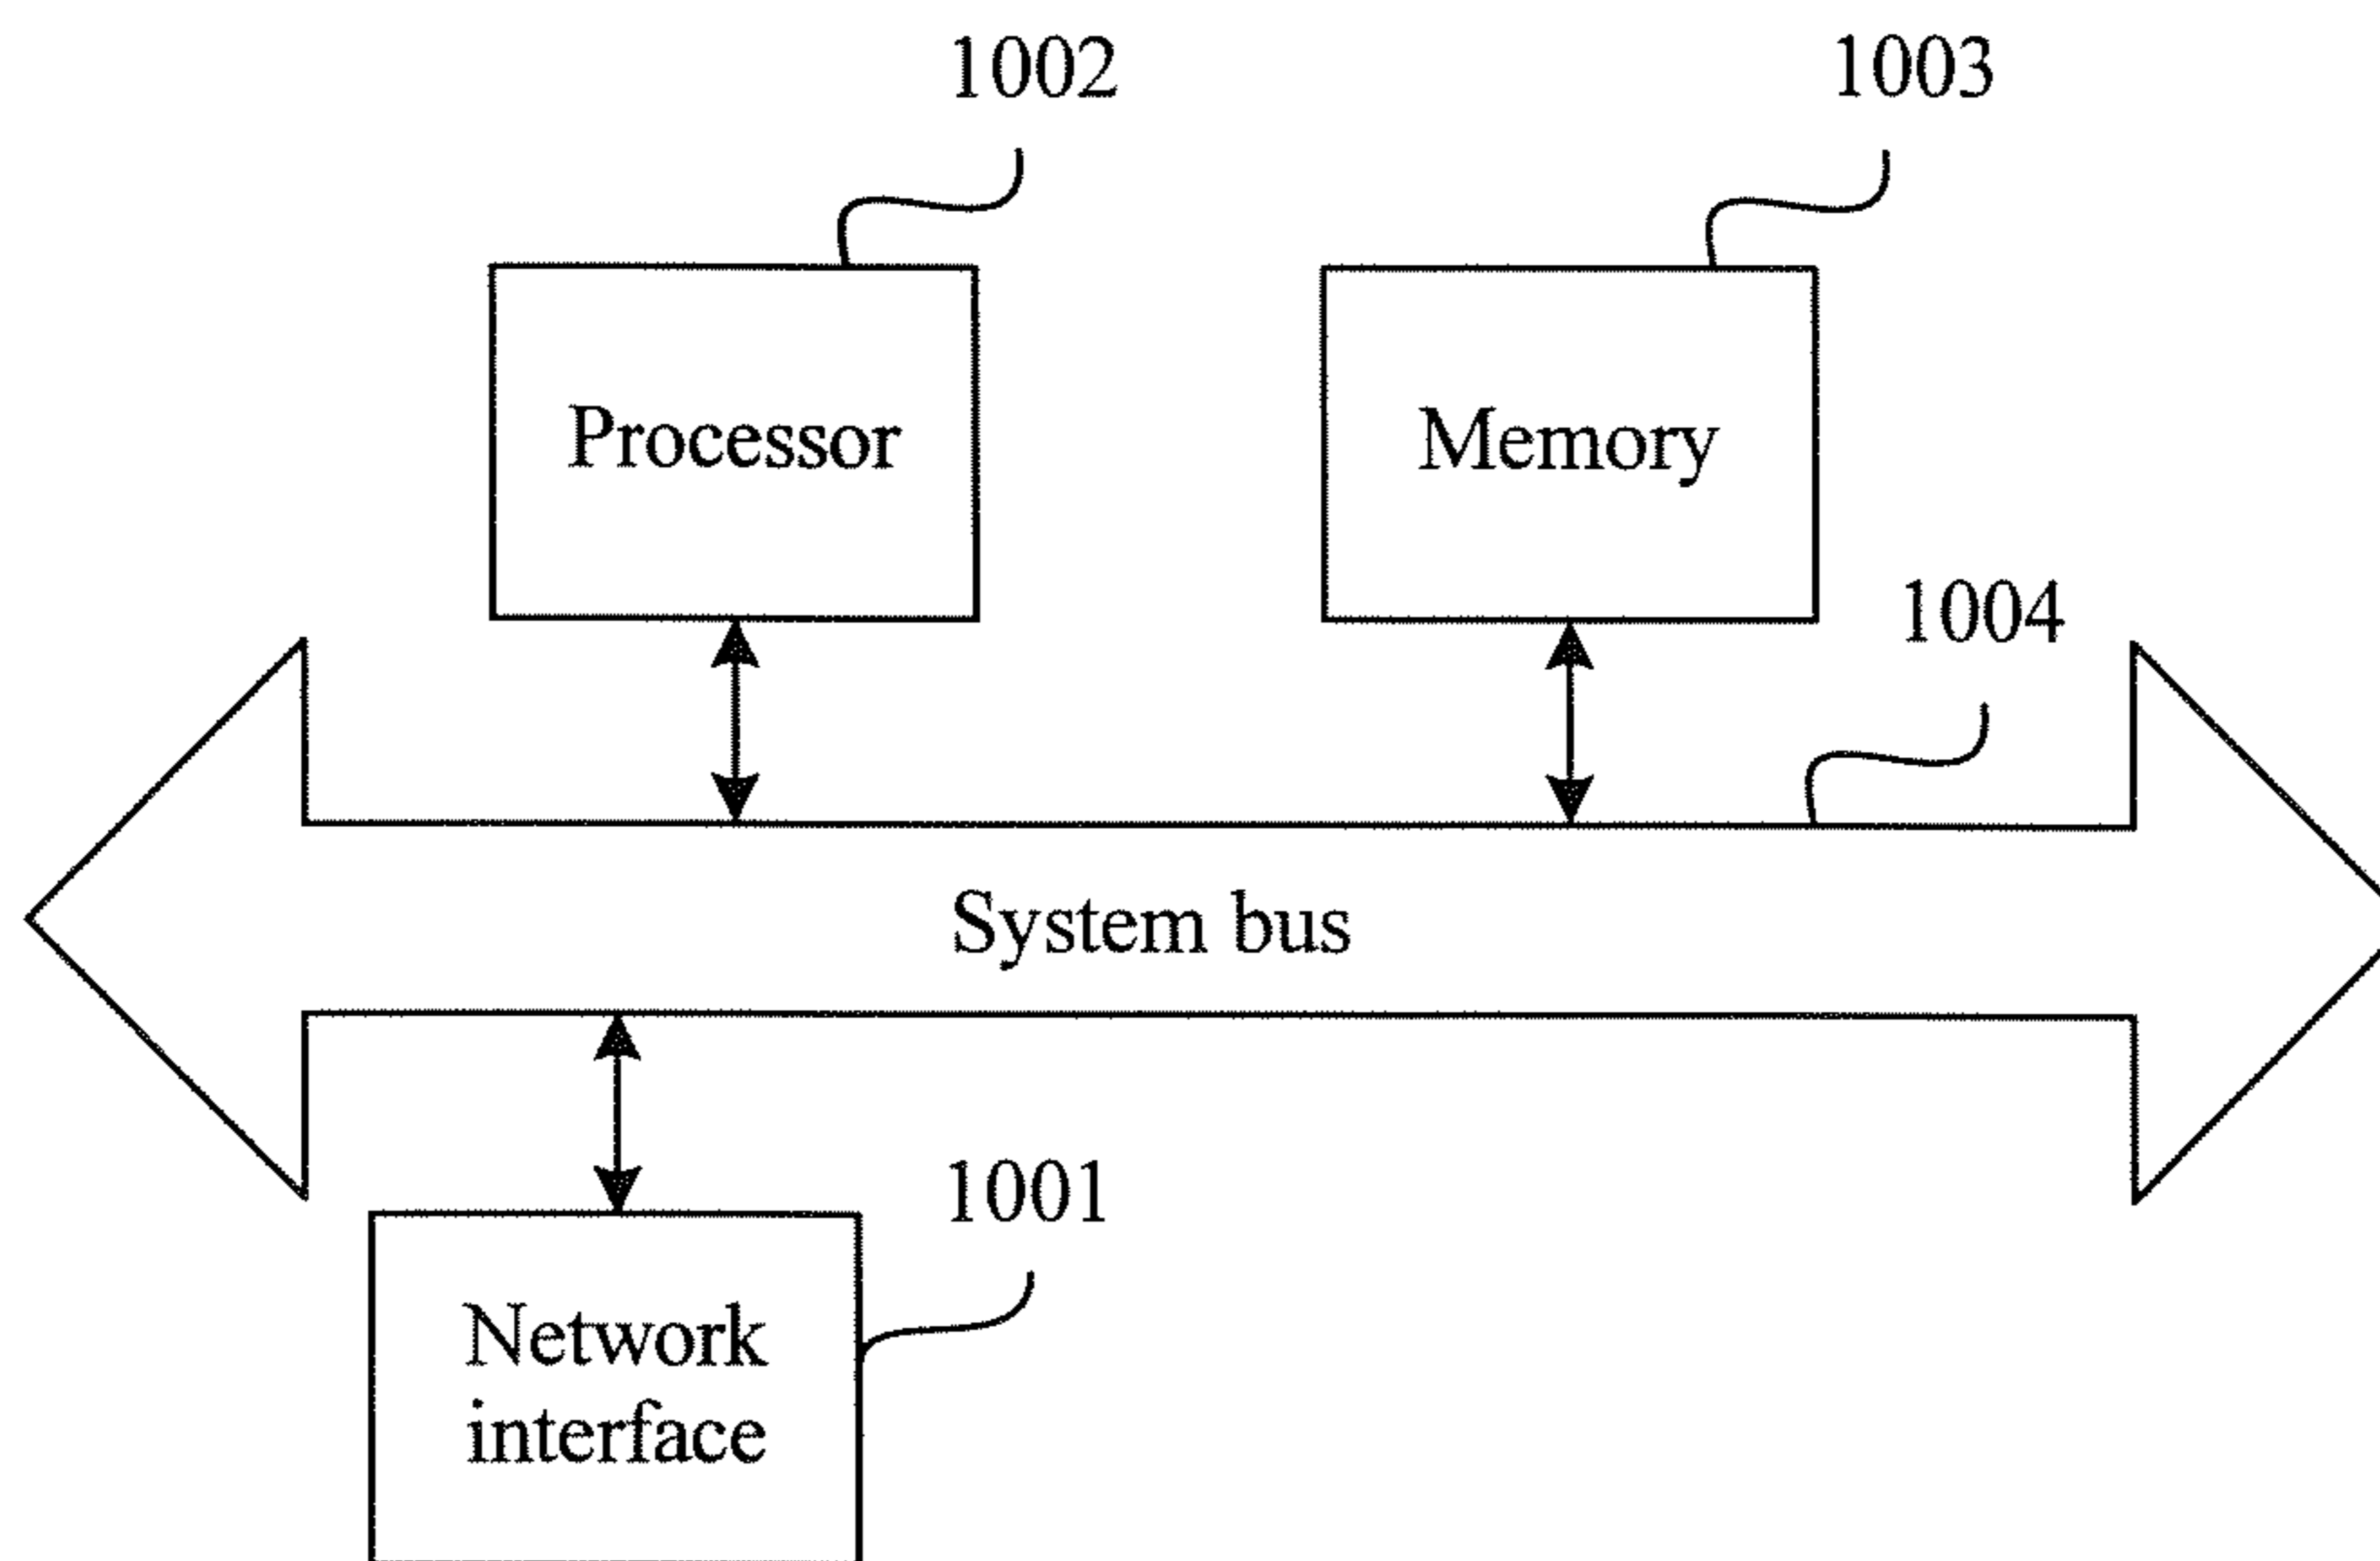 1002
1003
Processor
Memory
1004
System bus
1001
Network
interface